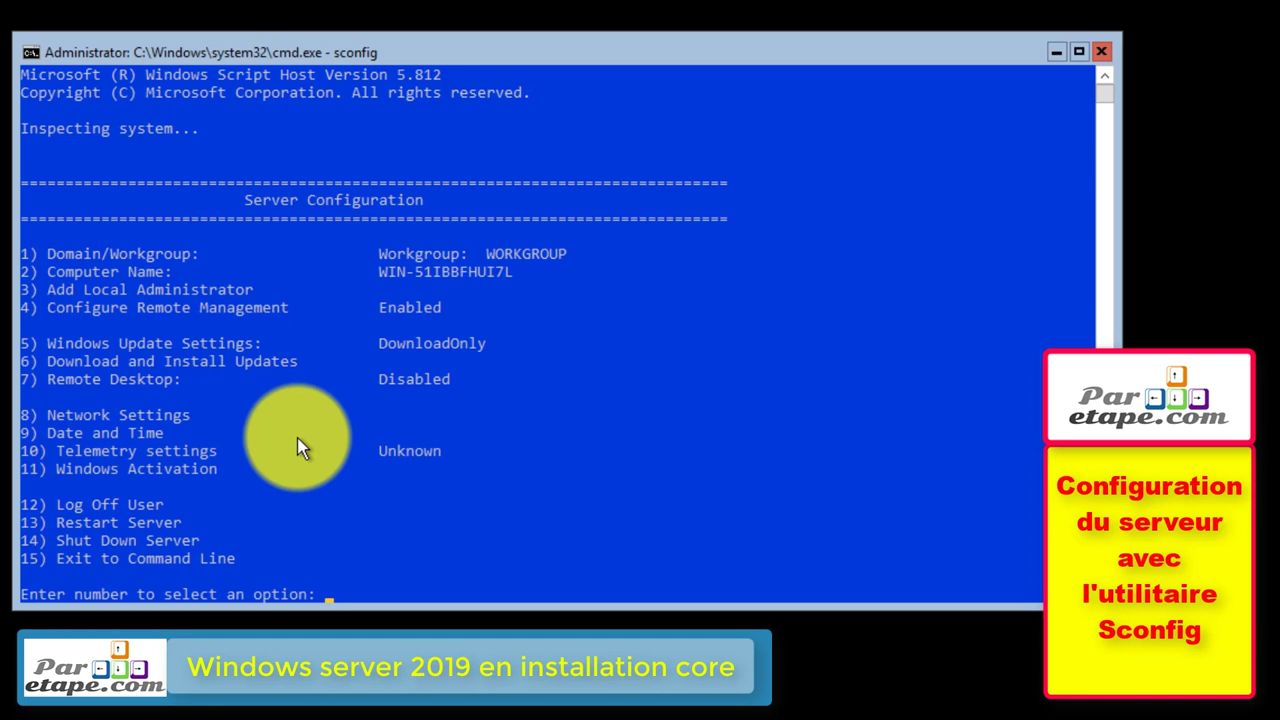 Administrator: C:\Windows\system32\cmd.exe - sconfig
Microsoft (R) Windows Script Host Version 5.812
Copyright (C) Microsoft Corporation. All rights reserved.
Inspecting system...
===============================================================================
Server Configuration
===============================================================================
1) Domain/Workgroup: Workgroup: WORKGROUP
2) Computer Name: WIN-51IBBFHUI7L
3) Add Local Administrator
4) Configure Remote Management Enabled
5) Windows Update Settings: DownloadOnly
6) Download and Install Updates
7) Remote Desktop: Disabled
8) Network Settings
9) Date and Time
10) Telemetry settings Unknown
11) Windows Activation
12) Log Off User
13) Restart Server
14) Shut Down Server
15) Exit to Command Line
Enter number to select an option:
Par
etape.com
Configuration
du serveur
avec
l'utilitaire
Sconfig
Par
etape.com
Windows server 2019 en installation core